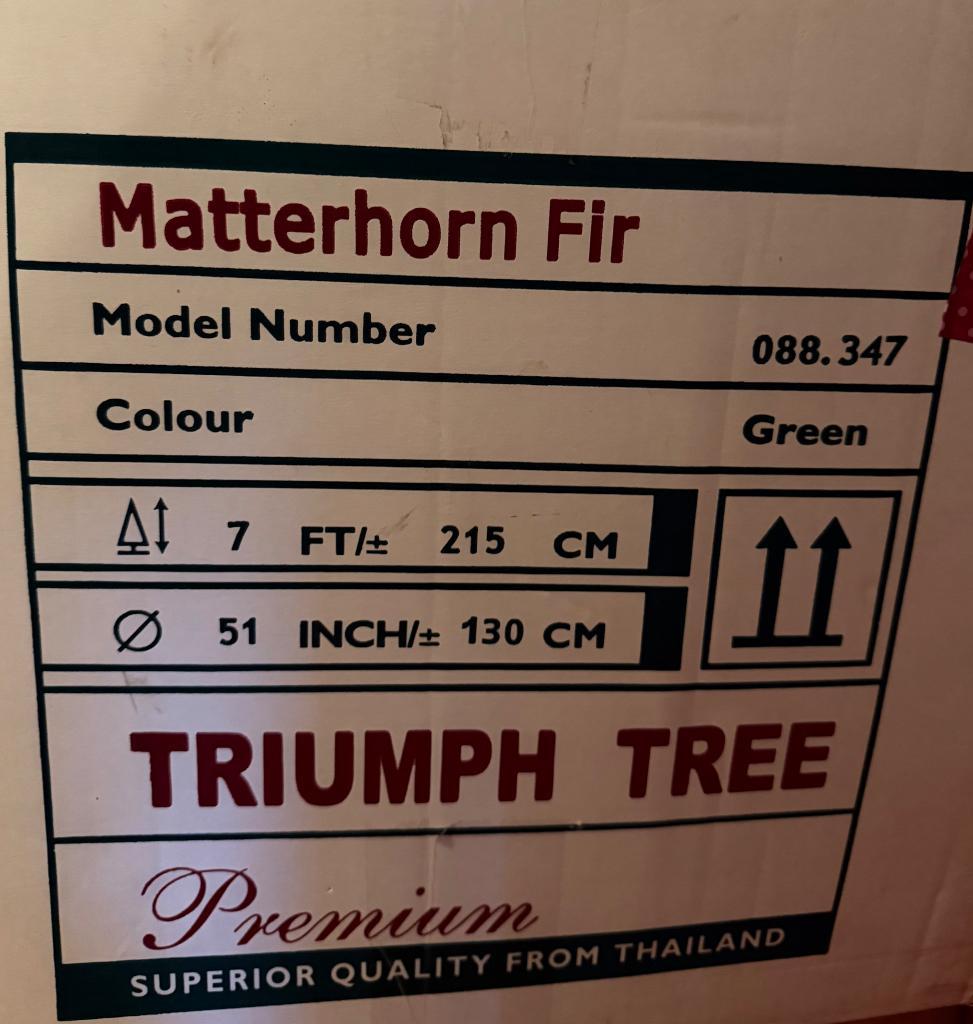 Matterhorn Fir
Model Number 088.347
Colour Green
7 FT/± 215 CM
Ø 51 INCH/± 130 CM
TRIUMPH TREE
Premium
SUPERIOR QUALITY FROM THAILAND